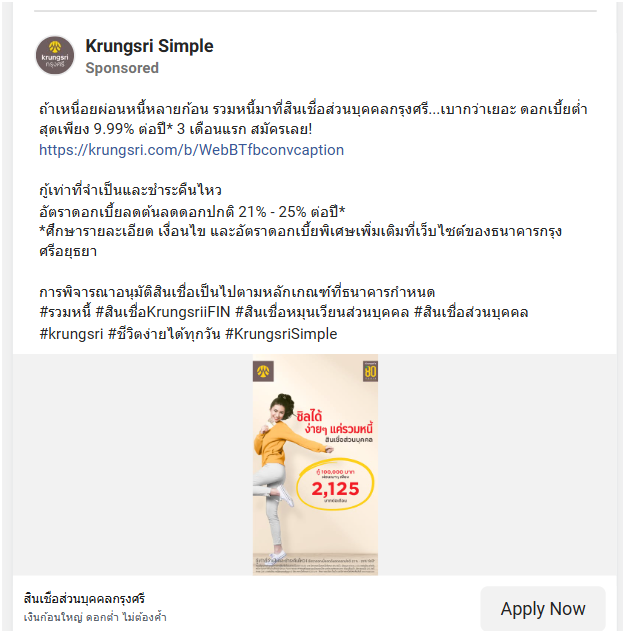 krungsri
กรุงศรี
Krungsri Simple
Sponsored
ถ้าเหนื่อยผ่อนหนี้หลายก้อน รวมหนี้มาที่สินเชื่อส่วนบุคคลกรุงศรี...เบากว่าเยอะ ดอกเบี้ยต่ำ
สุดเพียง 9.99% ต่อปี* 3 เดือนแรก สมัครเลย!
https://krungsri.com/b/WebBTfbconvcaption
กู้เท่าที่จำเป็นและชำระคืนไหว
อัตราดอกเบี้ยลดต้นลดดอกปกติ 21% - 25% ต่อปี*
*ศึกษารายละเอียด เงื่อนไข และอัตราดอกเบี้ยพิเศษเพิ่มเติมที่เว็บไซต์ของธนาคารกรุง
ศรีอยุธยา
การพิจารณาอนุมัติสินเชื่อเป็นไปตามหลักเกณฑ์ที่ธนาคารกำหนด
#รวมหนี้ #สินเชื่อKrungsriiFIN #สินเชื่อหมุนเวียนส่วนบุคคล #สินเชื่อส่วนบุคคล
#krungsri #ชีวิตง่ายได้ทุกวัน #KrungsriSimple
80
ชิลได้
ง่ายๆ แค่รวมหนี้
สินเชื่อส่วนบุคคล
กู้ 100,000 บาท
2,125
บาทต่อเดือน
สินเชื่อส่วนบุคคลกรุงศรี
เงินก้อนใหญ่ ดอกต่ำ ไม่ต้องค้ำ
Apply Now